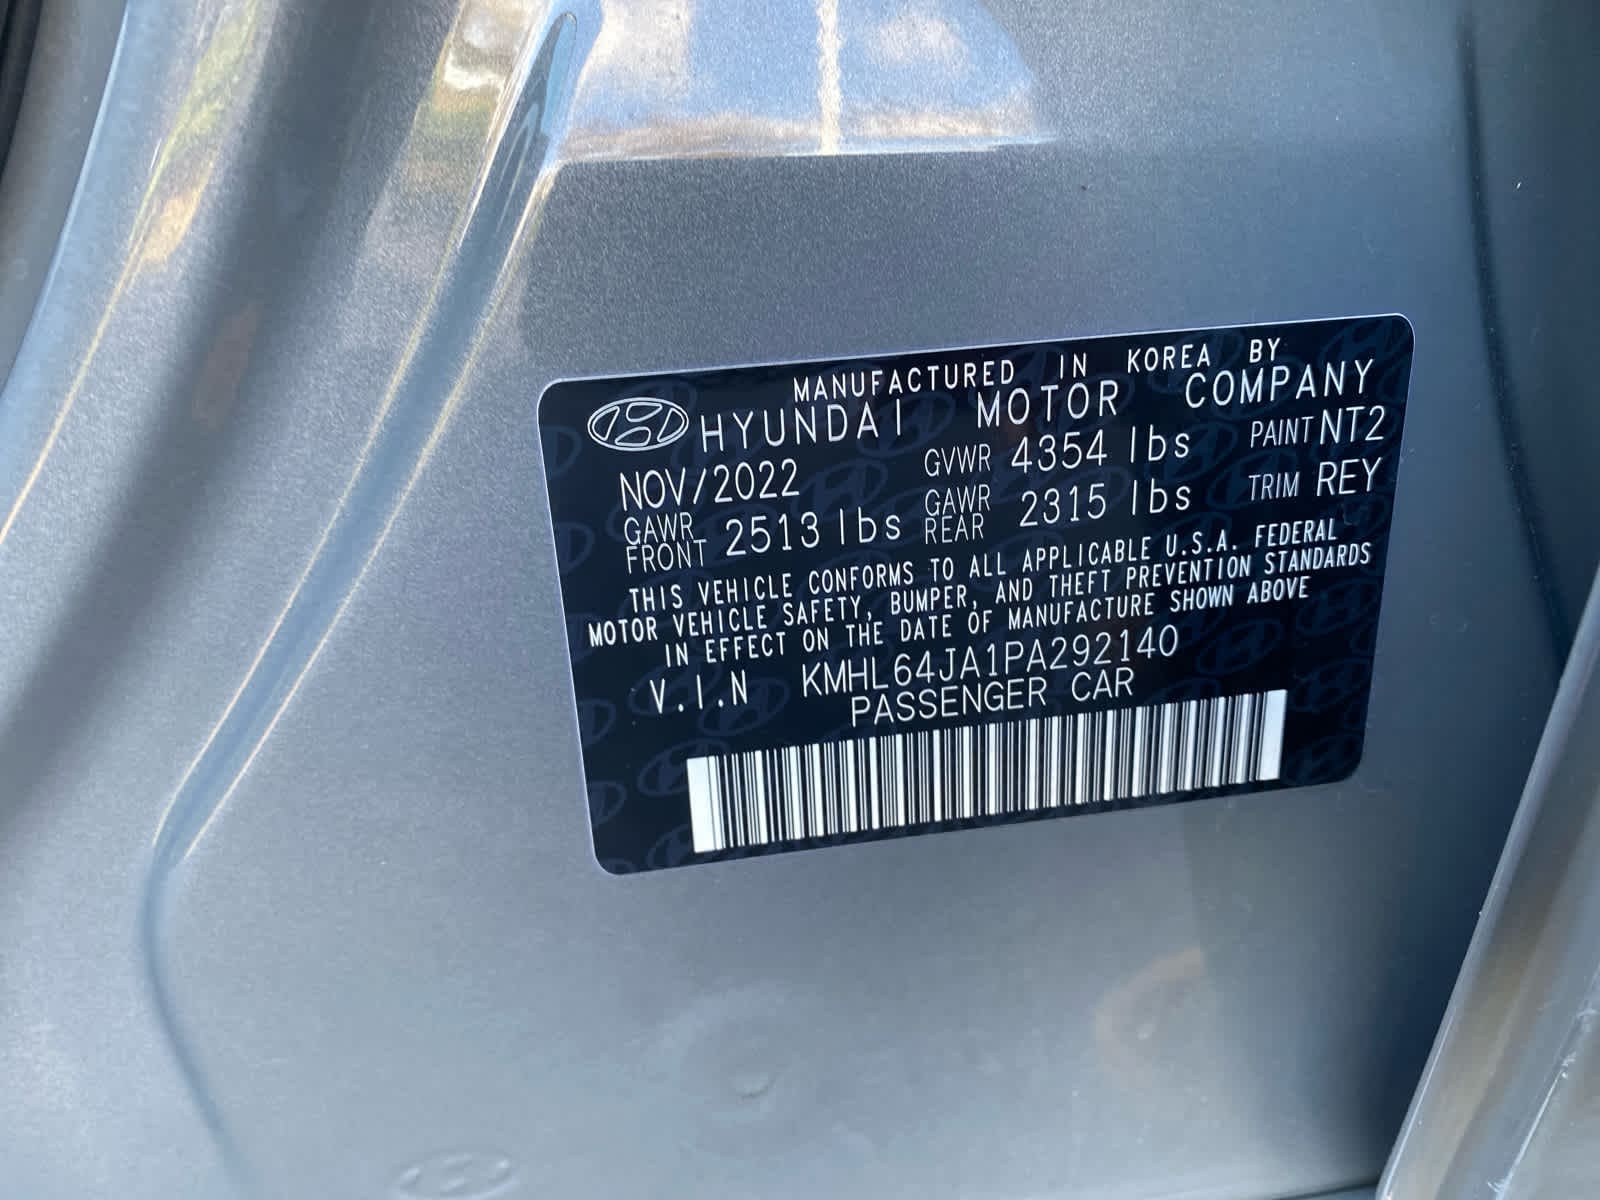 MANUFACTURED IN KOREA BY
HYUNDAI MOTOR COMPANY
NOV/2022 GVWR 4354 lbs PAINT NT2
GAWR FRONT 2513 lbs GAWR REAR 2315 lbs TRIM REY
THIS VEHICLE CONFORMS TO ALL APPLICABLE U.S.A. FEDERAL
MOTOR VEHICLE SAFETY, BUMPER, AND THEFT PREVENTION STANDARDS
IN EFFECT ON THE DATE OF MANUFACTURE SHOWN ABOVE
V.I.N KMHL64JA1PA292140
PASSENGER CAR